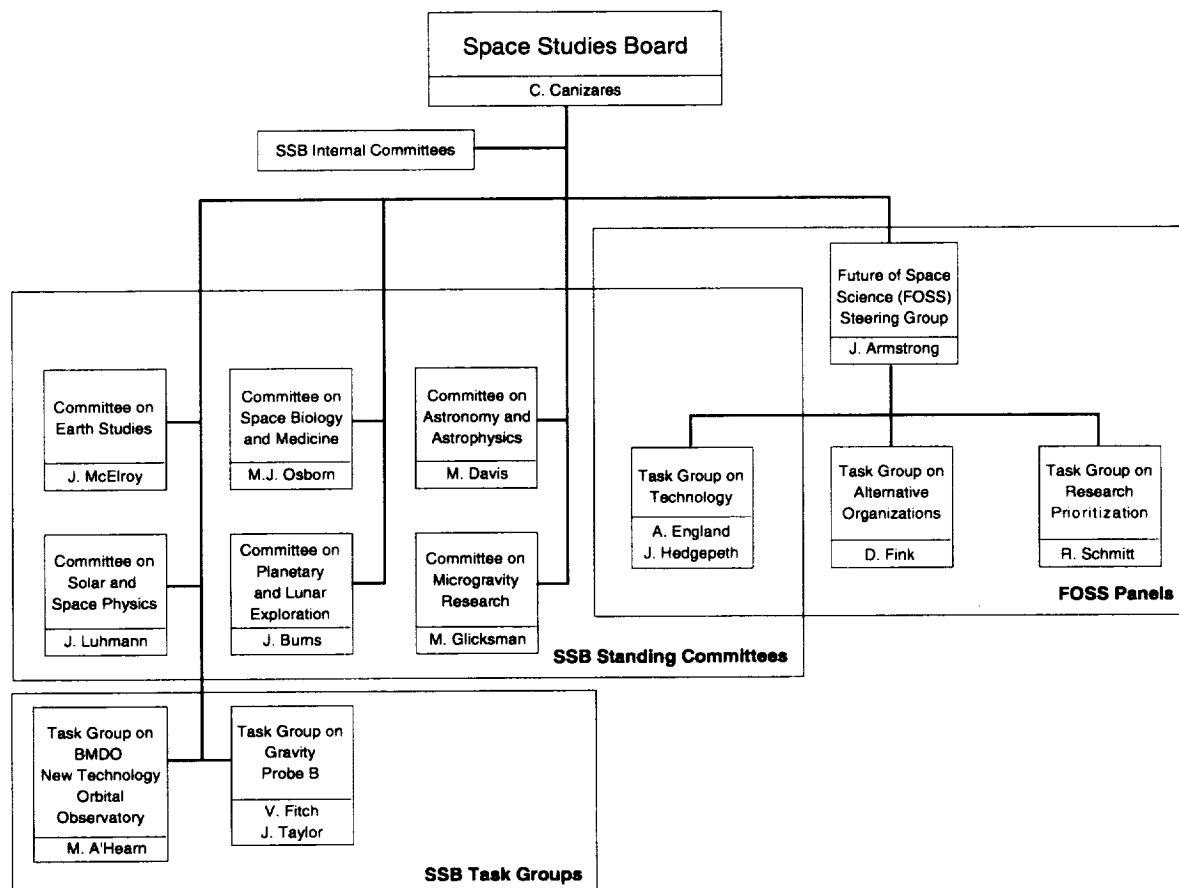 Space Studies Board
C. Canizares
SSB Internal Committees
Future of Space
Science (FOSS)
Steering Group
J. Armstrong
Committee on
Earth Studies
J. McElroy
Committee on
Space Biology
and Medicine
M.J. Osborn
Committee on
Astronomy and
Astrophysics
M. Davis
Task Group on
Technology
A. England
J. Hedgepeth
Task Group on
Alternative
Organizations
D. Fink
Task Group on
Research
Prioritization
R. Schmitt
FOSS Panels
Committee on
Solar and
Space Physics
J. Luhmann
Committee on
Planetary
and Lunar
Exploration
J. Burns
Committee on
Microgravity
Research
M. Glicksman
SSB Standing Committees
Task Group on
BMDO
New Technology
Orbital
Observatory
M. A'Hearn
Task Group on
Gravity
Probe B
V. Fitch
J. Taylor
SSB Task Groups